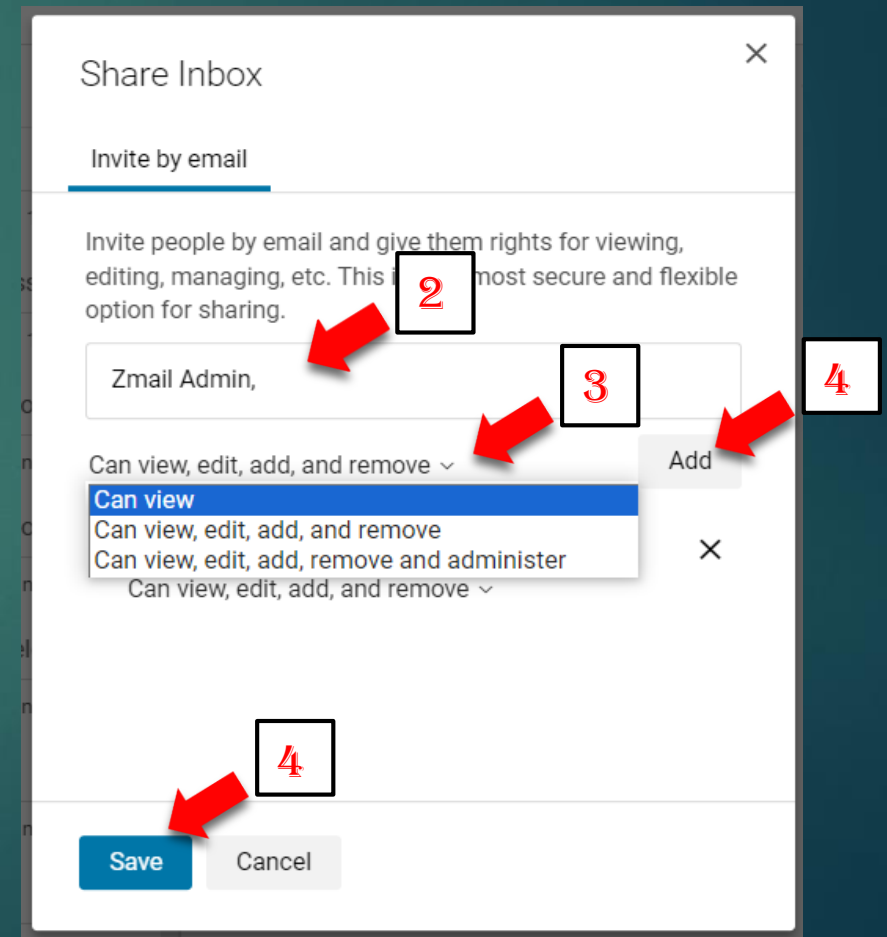 Share Inbox
Invite by email
Invite people by email and give them rights for viewing,
editing, managing, etc. This i most secure and flexible
option for sharing.
2
Zmail Admin,
3
4
Can view, edit, add, and remove
Add
Can view
Can view, edit, add, and remove
Can view, edit, add, remove and administer
Can view, edit, add, and remove
4
Save
Cancel